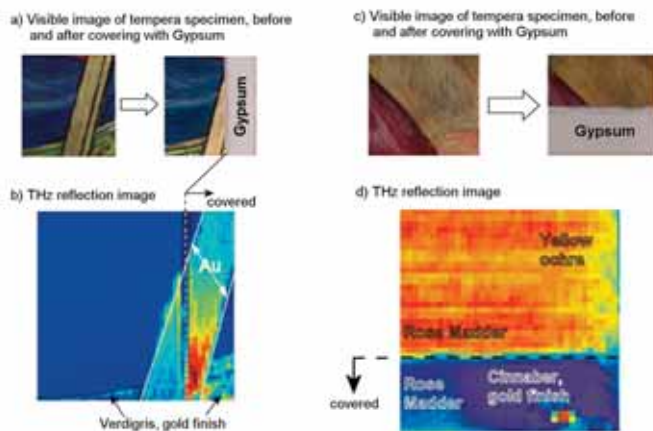 a) Visible image of tempera specimen, before
and after covering with Gypsum
Gypsum
b) THz reflection image
covered
Au
Verdigris, gold finish
c) Visible image of tempera specimen, before
and after covering with Gypsum
Gypsum
d) THz reflection image
Yellow
ochre
Rose Madder
covered
Rose
Madder
Cinnaber,
gold finish